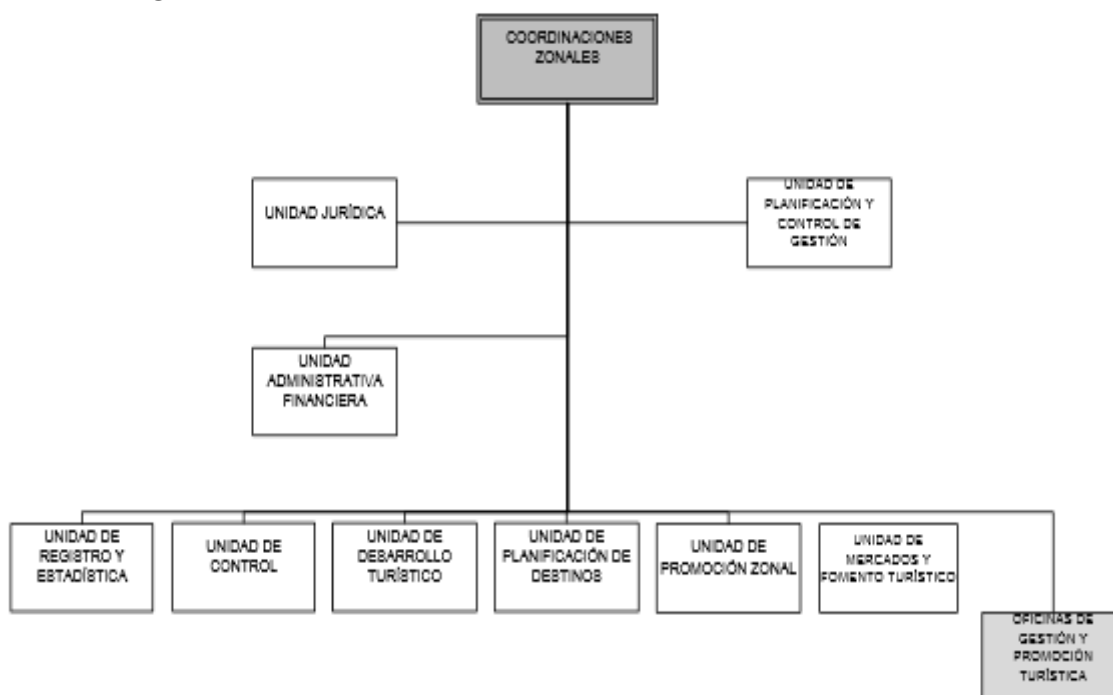 COORDINACIONES
ZONALES
UNIDAD JURÍDICA
UNIDAD DE
PLANIFICACIÓN Y
CONTROL DE
GESTIÓN
UNIDAD
ADMINISTRATIVA
FINANCIERA
UNIDAD DE
REGISTRO Y
ESTADÍSTICA
UNIDAD DE
CONTROL
UNIDAD DE
DESARROLLO
TURÍSTICO
UNIDAD DE
PLANIFICACIÓN DE
DESTINOS
UNIDAD DE
PROMOCIÓN ZONAL
UNIDAD DE
MERCADOS Y
FOMENTO TURÍSTICO
OFICINAS DE
GESTIÓN Y
PROMOCIÓN
TURÍSTICA